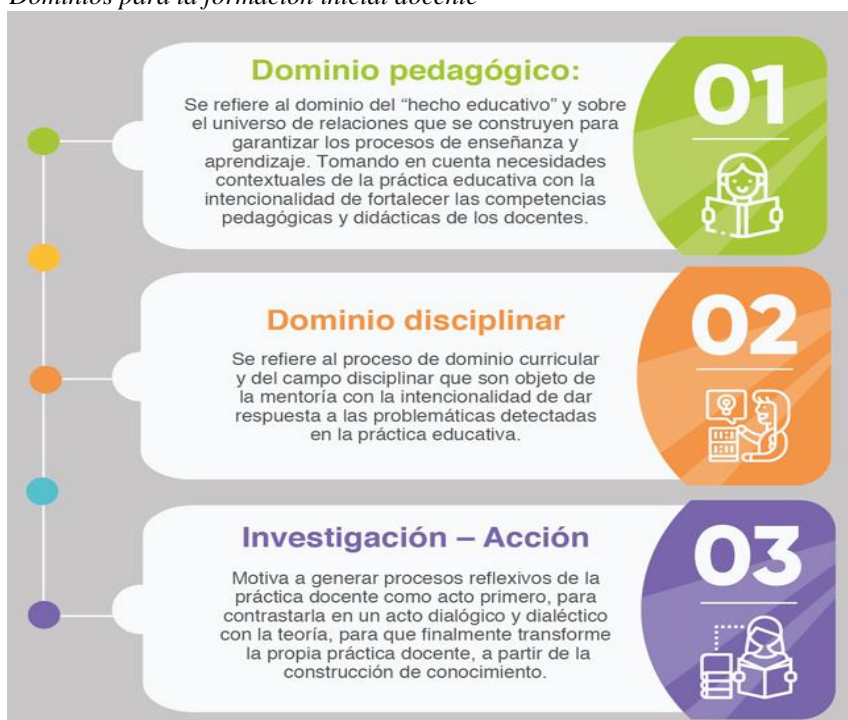 Dominios para la formación inicial docente
Dominio pedagógico:
01
Se refiere al dominio del “hecho educativo” y sobre
el universo de relaciones que se construyen para
garantizar los procesos de enseñanza y
aprendizaje. Tomando en cuenta necesidades
contextuales de la práctica educativa con la
intencionalidad de fortalecer las competencias
pedagógicas y didácticas de los docentes.
Dominio disciplinar
02
Se refiere al proceso de dominio curricular
y del campo disciplinar que son objeto de
la mentoría con la intencionalidad de dar
respuesta a las problemáticas detectadas
en la práctica educativa.
Investigación – Acción
03
Motiva a generar procesos reflexivos de la
práctica docente como acto primero, para
contrastarla en un acto dialógico y dialéctico
con la teoría, para que finalmente transforme
la propia práctica docente, a partir de la
construcción de conocimiento.